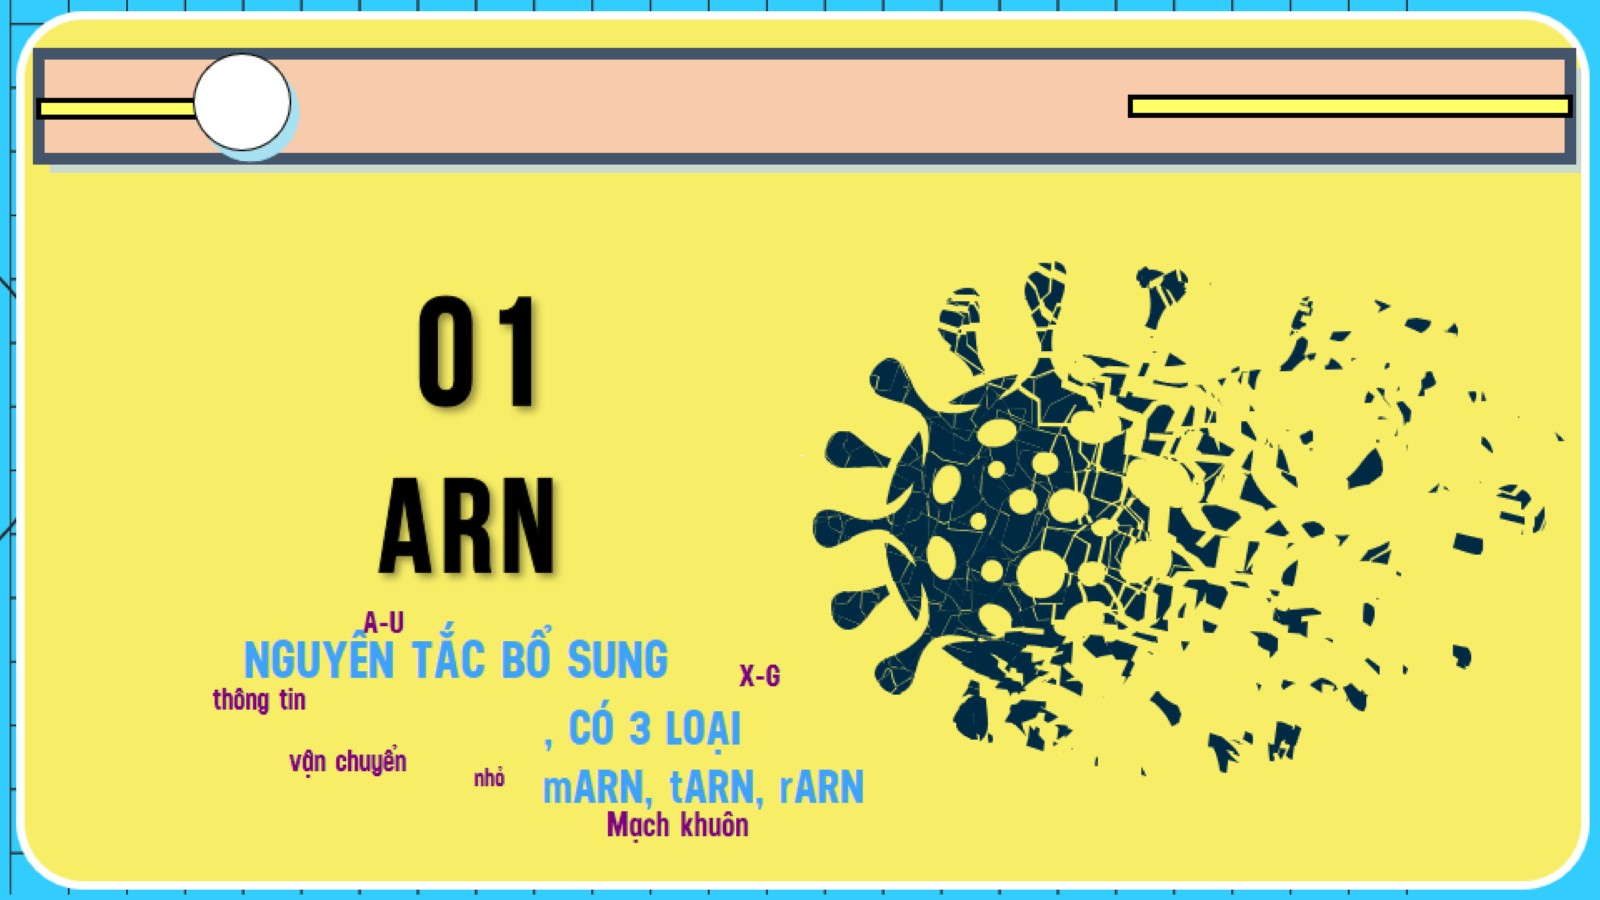 01
ARN
A-U
NGUYÊN TẮC BỔ SUNG
X-G
thông tin
, CÓ 3 LOẠI
vận chuyển
nhỏ
mARN, tARN, rARN
Mạch khuôn